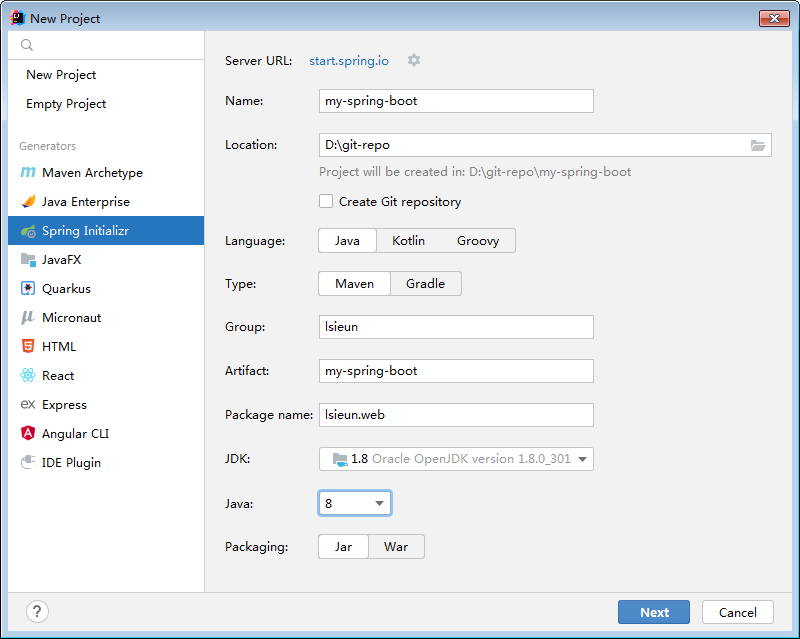 New Project
New Project
Empty Project
Generators
Maven Archetype
Java Enterprise
Spring Initializr
JavaFX
Quarkus
Micronaut
HTML
React
Express
Angular CLI
IDE Plugin
Server URL: start.spring.io
Name: my-spring-boot
Location: D:\git-repo
Project will be created in: D:\git-repo\my-spring-boot
Create Git repository
Language: Java Kotlin Groovy
Type: Maven Gradle
Group: lsieun
Artifact: my-spring-boot
Package name: lsieun.web
JDK: 1.8 Oracle OpenJDK version 1.8.0_301
Java: 8
Packaging: Jar War
? Next Cancel